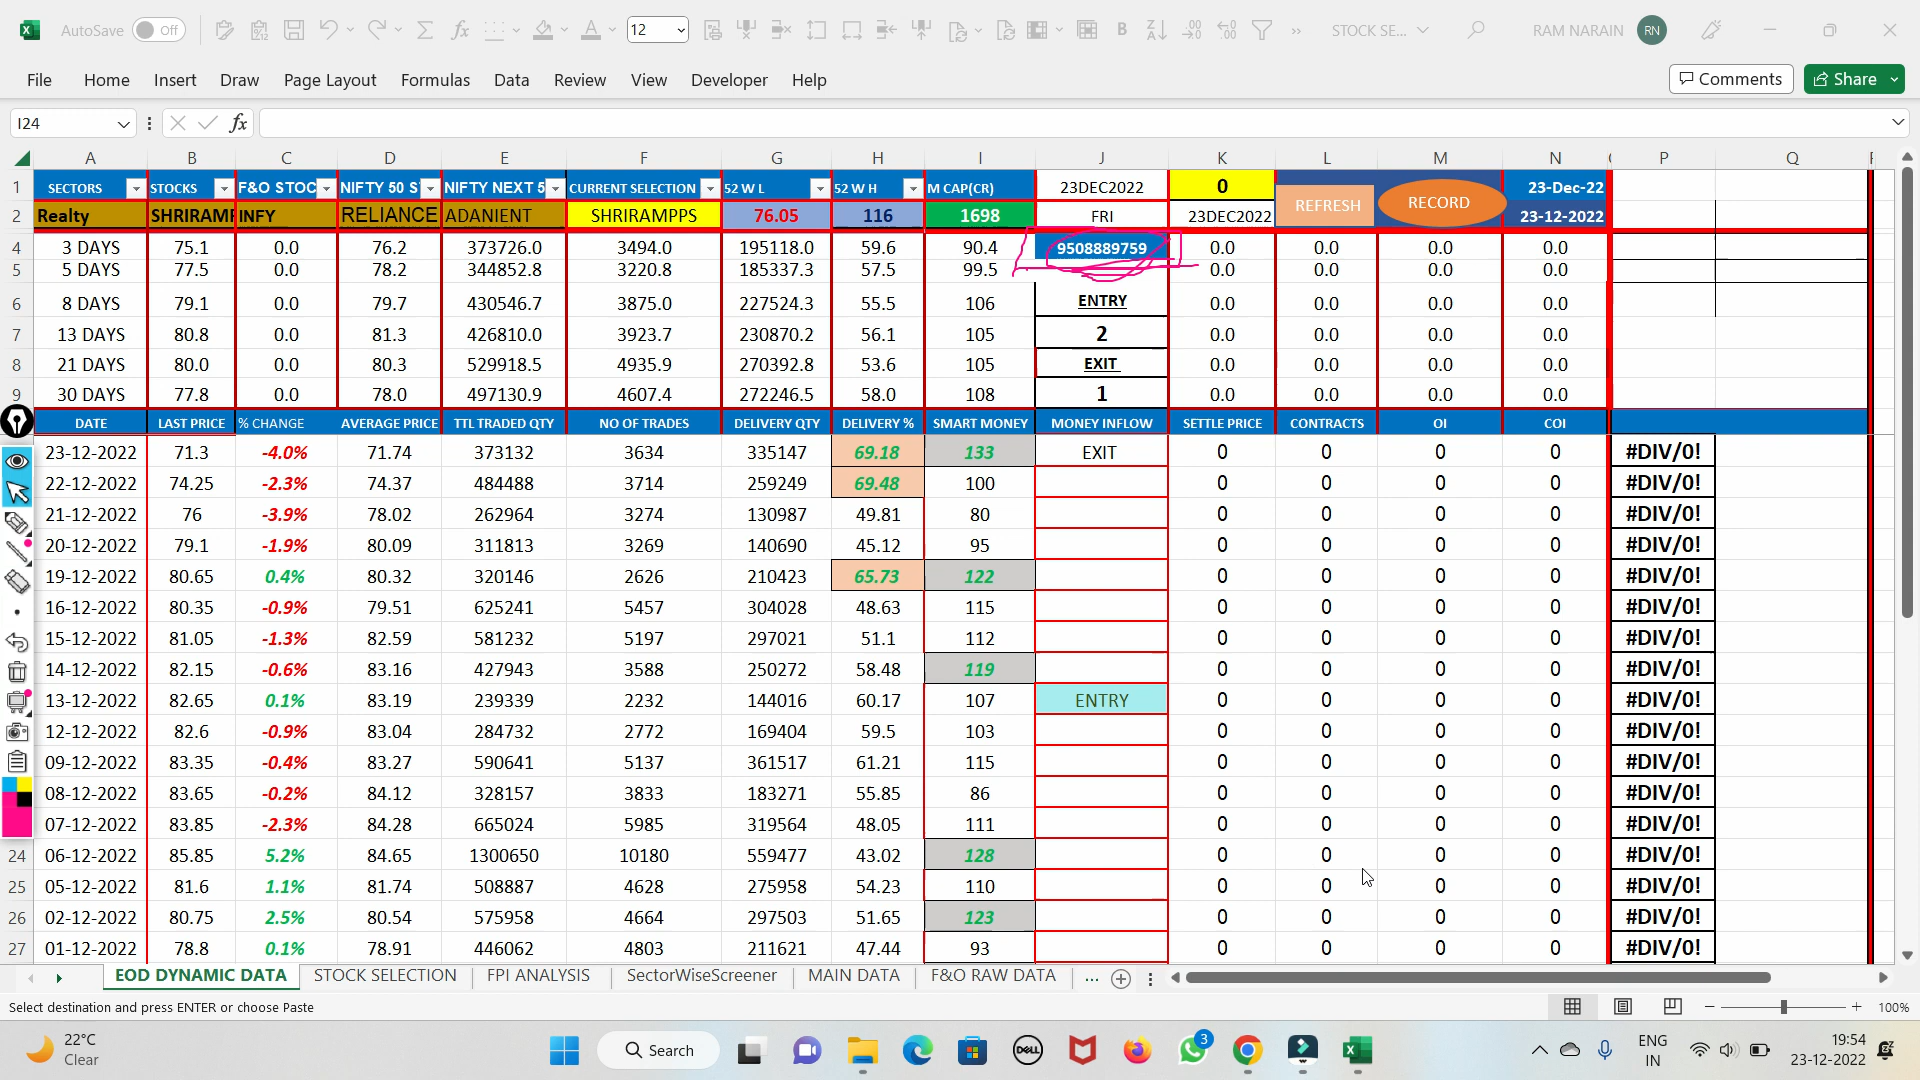 AutoSave Off 12 STOCK SE... RAM NARAIN RN
File Home Insert Draw Page Layout Formulas Data Review View Developer Help Comments Share
I24 fx
A B C D E F G H I J K L M N P Q
1 SECTORS STOCKS F&O STOC NIFTY 50 S NIFTY NEXT 5 CURRENT SELECTION 52 W L 52 W H M CAP(CR) 23DEC2022 0 REFRESH RECORD 23-Dec-22
2 Realty SHRIRAMF INFY RELIANCE ADANIENT SHRIRAMPPS 76.05 116 1698 FRI 23DEC2022 23-12-2022
4 3 DAYS 75.1 0.0 76.2 373726.0 3494.0 195118.0 59.6 90.4 9508889759 0.0 0.0 0.0 0.0
5 5 DAYS 77.5 0.0 78.2 344852.8 3220.8 185337.3 57.5 99.5 0.0 0.0 0.0 0.0
6 8 DAYS 79.1 0.0 79.7 430546.7 3875.0 227524.3 55.5 106 ENTRY 0.0 0.0 0.0 0.0
7 13 DAYS 80.8 0.0 81.3 426810.0 3923.7 230870.2 56.1 105 2 0.0 0.0 0.0 0.0
8 21 DAYS 80.0 0.0 80.3 529918.5 4935.9 270392.8 53.6 105 EXIT 0.0 0.0 0.0 0.0
9 30 DAYS 77.8 0.0 78.0 497130.9 4607.4 272246.5 58.0 108 1 0.0 0.0 0.0 0.0
DATE LAST PRICE % CHANGE AVERAGE PRICE TTL TRADED QTY NO OF TRADES DELIVERY QTY DELIVERY % SMART MONEY MONEY INFLOW SETTLE PRICE CONTRACTS OI COI
23-12-2022 71.3 -4.0% 71.74 373132 3634 335147 69.18 133 EXIT 0 0 0 0 #DIV/0!
22-12-2022 74.25 -2.3% 74.37 484488 3714 259249 69.48 100 0 0 0 0 #DIV/0!
21-12-2022 76 -3.9% 78.02 262964 3274 130987 49.81 80 0 0 0 0 #DIV/0!
20-12-2022 79.1 -1.9% 80.09 311813 3269 140690 45.12 95 0 0 0 0 #DIV/0!
19-12-2022 80.65 0.4% 80.32 320146 2626 210423 65.73 122 0 0 0 0 #DIV/0!
16-12-2022 80.35 -0.9% 79.51 625241 5457 304028 48.63 115 0 0 0 0 #DIV/0!
15-12-2022 81.05 -1.3% 82.59 581232 5197 297021 51.1 112 0 0 0 0 #DIV/0!
14-12-2022 82.15 -0.6% 83.16 427943 3588 250272 58.48 119 0 0 0 0 #DIV/0!
13-12-2022 82.65 0.1% 83.19 239339 2232 144016 60.17 107 ENTRY 0 0 0 0 #DIV/0!
12-12-2022 82.6 -0.9% 83.04 284732 2772 169404 59.5 103 0 0 0 0 #DIV/0!
09-12-2022 83.35 -0.4% 83.27 590641 5137 361517 61.21 115 0 0 0 0 #DIV/0!
08-12-2022 83.65 -0.2% 84.12 328157 3833 183271 55.85 86 0 0 0 0 #DIV/0!
07-12-2022 83.85 -2.3% 84.28 665024 5985 319564 48.05 111 0 0 0 0 #DIV/0!
24 06-12-2022 85.85 5.2% 84.65 1300650 10180 559477 43.02 128 0 0 0 0 #DIV/0!
25 05-12-2022 81.6 1.1% 81.74 508887 4628 275958 54.23 110 0 0 0 0 #DIV/0!
26 02-12-2022 80.75 2.5% 80.54 575958 4664 297503 51.65 123 0 0 0 0 #DIV/0!
27 01-12-2022 78.8 0.1% 78.91 446062 4803 211621 47.44 93 0 0 0 0 #DIV/0!
EOD DYNAMIC DATA STOCK SELECTION FPI ANALYSIS SectorWiseScreener MAIN DATA F&O RAW DATA ...
Select destination and press ENTER or choose Paste 100%
22°C
Clear
Search DELL 3
ENG
IN
19:54
23-12-2022